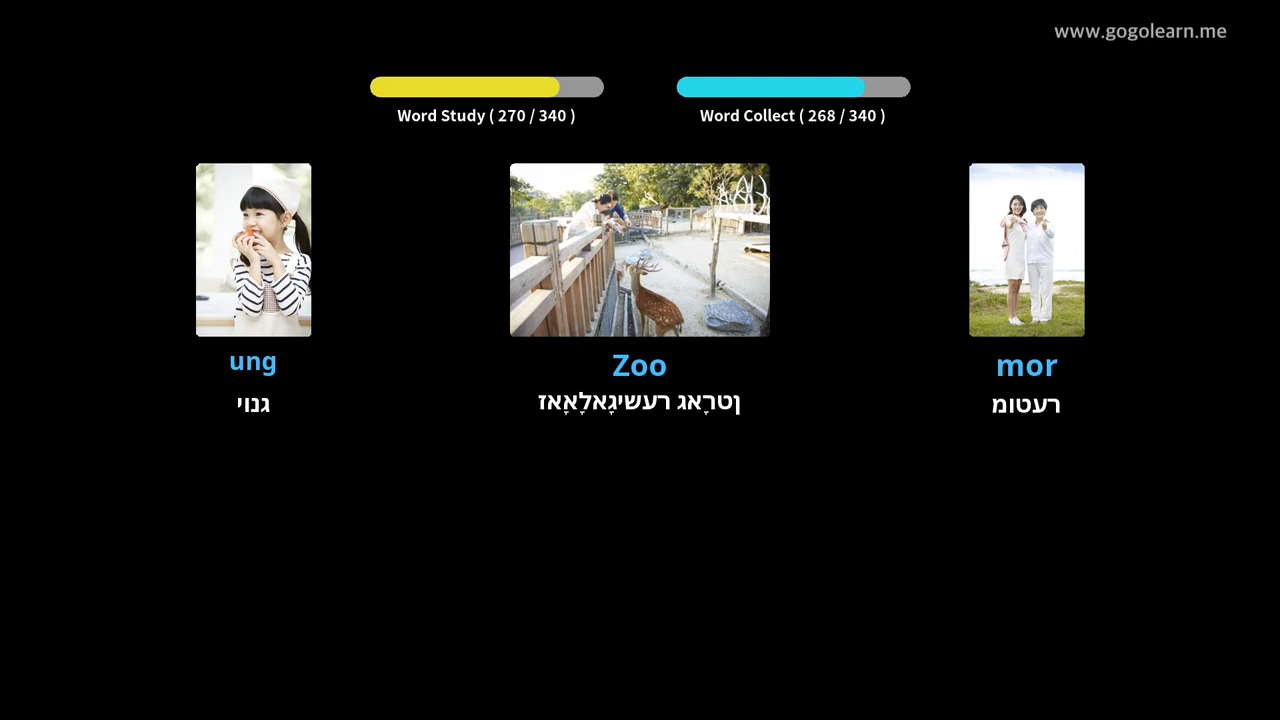 www.gogolearn.me
Word Study ( 270 / 340 )
Word Collect ( 268 / 340 )
ung
יונג
Zoo
זאָאָלאָגישער גאָרטן
mor
מוטער